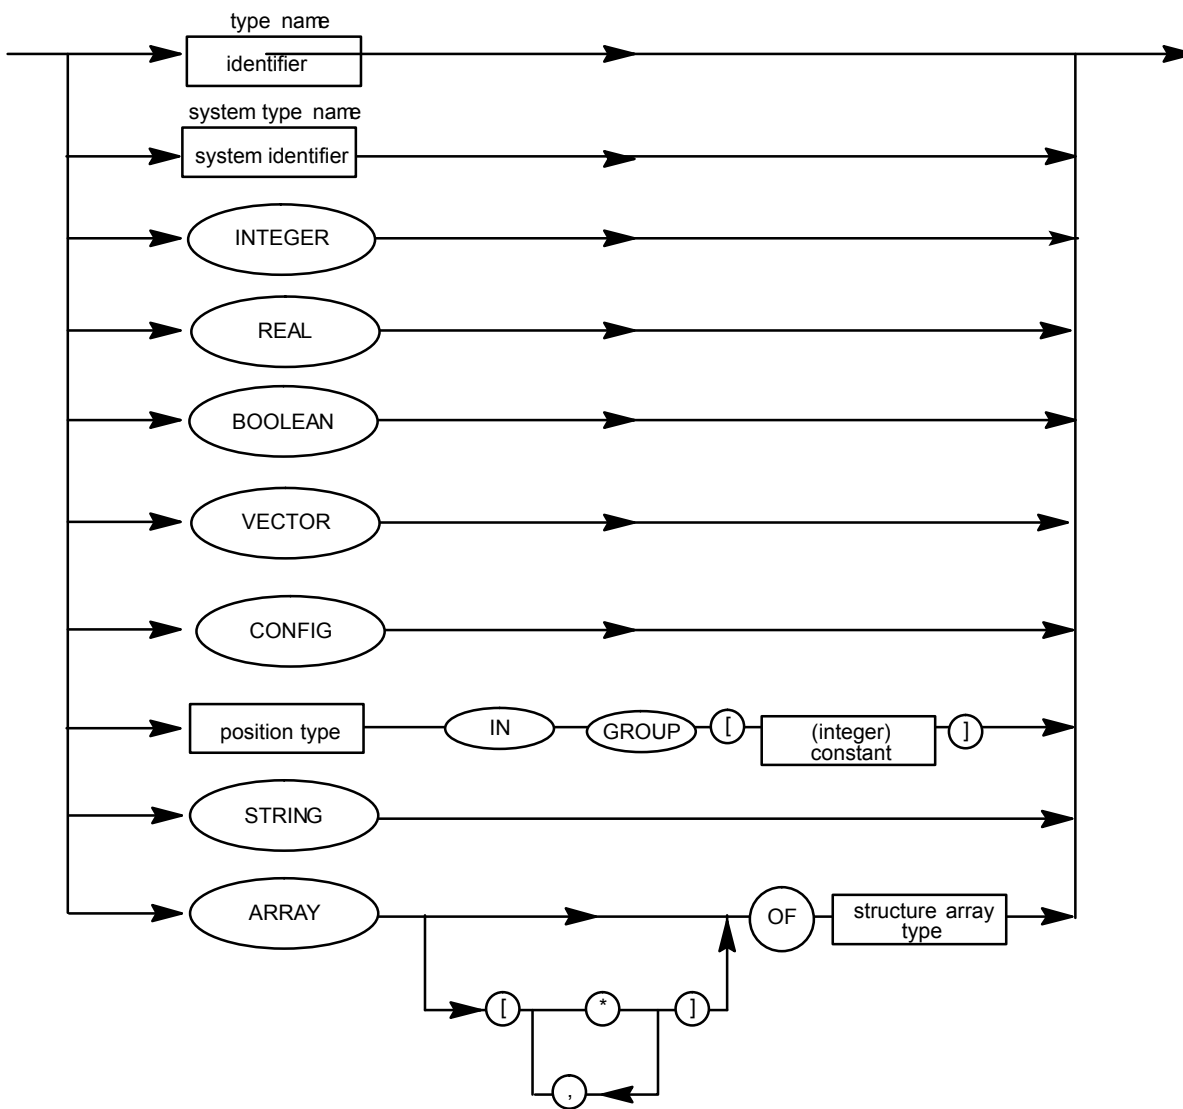 type name
identifier
system type name
system identifier
INTEGER
REAL
BOOLEAN
VECTOR
CONFIG
position type IN GROUP [ (integer) constant ]
STRING
ARRAY OF structure array type
[ * ]
,